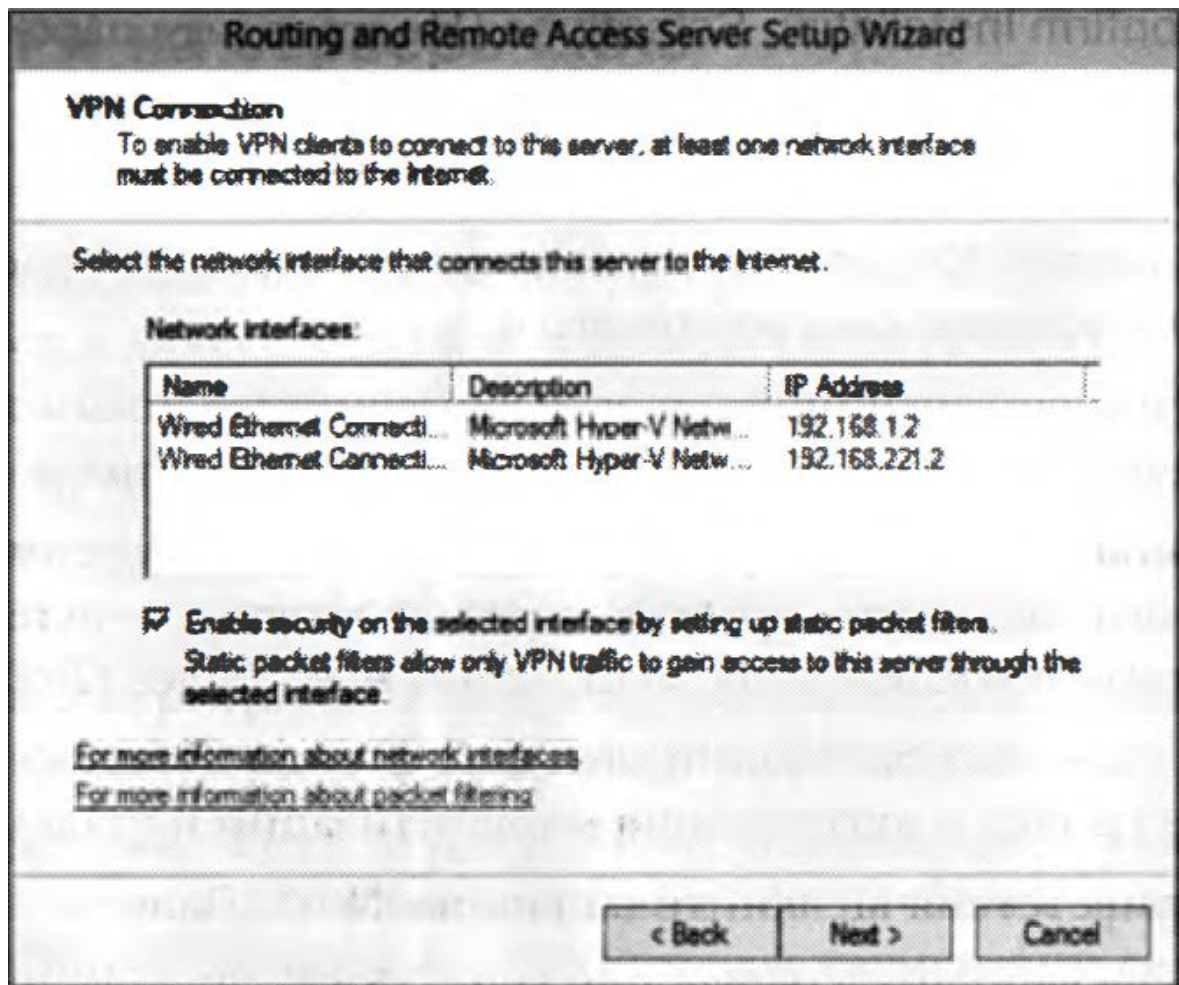 Routing and Remote Access Server Setup Wizard
VPN Connection
To enable VPN clients to connect to this server, at least one network interface
must be connected to the Internet.
Select the network interface that connects this server to the Internet.
Network interfaces:
Name Description IP Address
Wired Ethernet Connecti... Microsoft Hyper-V Netw... 192.168.1.2
Wired Ethernet Connecti... Microsoft Hyper-V Netw... 192.168.221.2
Enable security on the selected interface by setting up static packet filters.
Static packet filters allow only VPN traffic to gain access to this server through the
selected interface.
For more information about network interfaces
For more information about packet filtering
< Back Next > Cancel